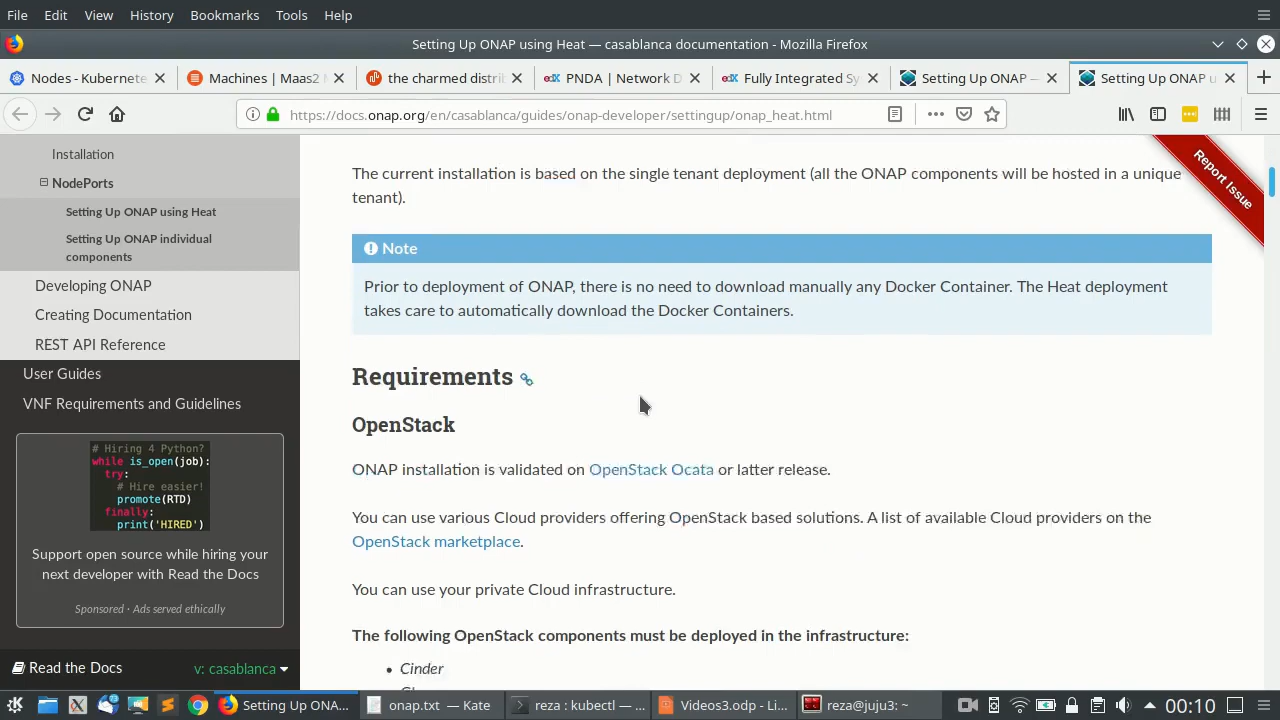 File Edit View History Bookmarks Tools Help
Setting Up ONAP using Heat — casablanca documentation - Mozilla Firefox
Nodes - Kubernete
Machines | Maas2 M
the charmed distri
edX PNDA | Network D
edX Fully Integrated Sy
Setting Up ONAP —
Setting Up ONAP u
https://docs.onap.org/en/casablanca/guides/onap-developer/settingup/onap_heat.html
Installation
NodePorts
Setting Up ONAP using Heat
Setting Up ONAP individual
components
Developing ONAP
Creating Documentation
REST API Reference
User Guides
VNF Requirements and Guidelines
# Hiring 4 Python?
while is_open(job):
try:
# Hire easier!
promote(RTD)
finally:
print('HIRED')
Support open source while hiring your
next developer with Read the Docs
Sponsored · Ads served ethically
Read the Docs
v: casablanca
The current installation is based on the single tenant deployment (all the ONAP components will be hosted in a unique
tenant).
Note
Prior to deployment of ONAP, there is no need to download manually any Docker Container. The Heat deployment
takes care to automatically download the Docker Containers.
Requirements
OpenStack
ONAP installation is validated on OpenStack Ocata or latter release.
You can use various Cloud providers offering OpenStack based solutions. A list of available Cloud providers on the
OpenStack marketplace.
You can use your private Cloud infrastructure.
The following OpenStack components must be deployed in the infrastructure:
• Cinder
Report Issue
Setting Up ONA...
onap.txt — Kate
reza : kubectl — ...
Videos3.odp - Li...
reza@juju3: ~
00:10